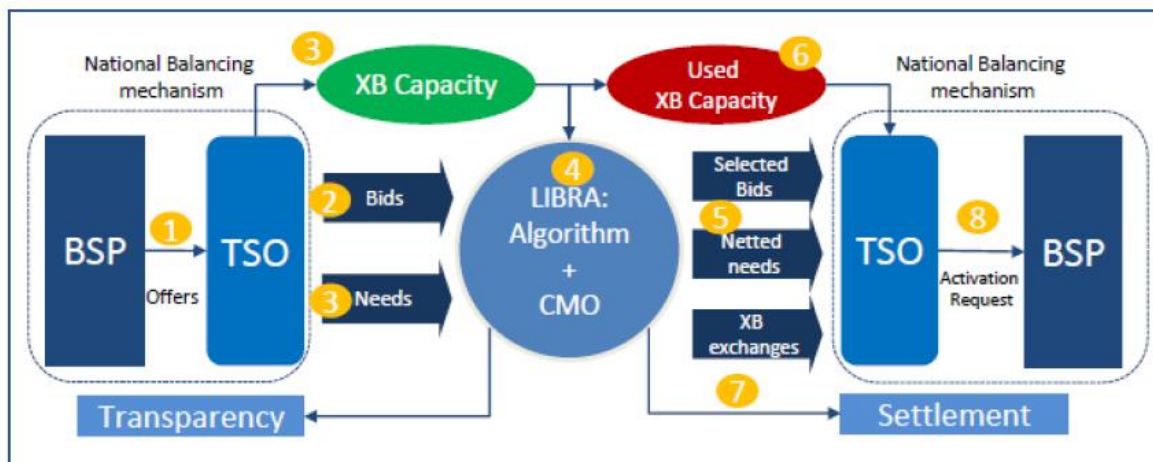 National Balancing
mechanism
3
XB Capacity
Used
XB Capacity
6
National Balancing
mechanism
BSP
1
Offers
TSO
2
Bids
3
Needs
4
LIBRA:
Algorithm
+
CMO
Selected
Bids
5
Netted
needs
XB
exchanges
7
TSO
8
Activation
Request
BSP
Transparency
Settlement